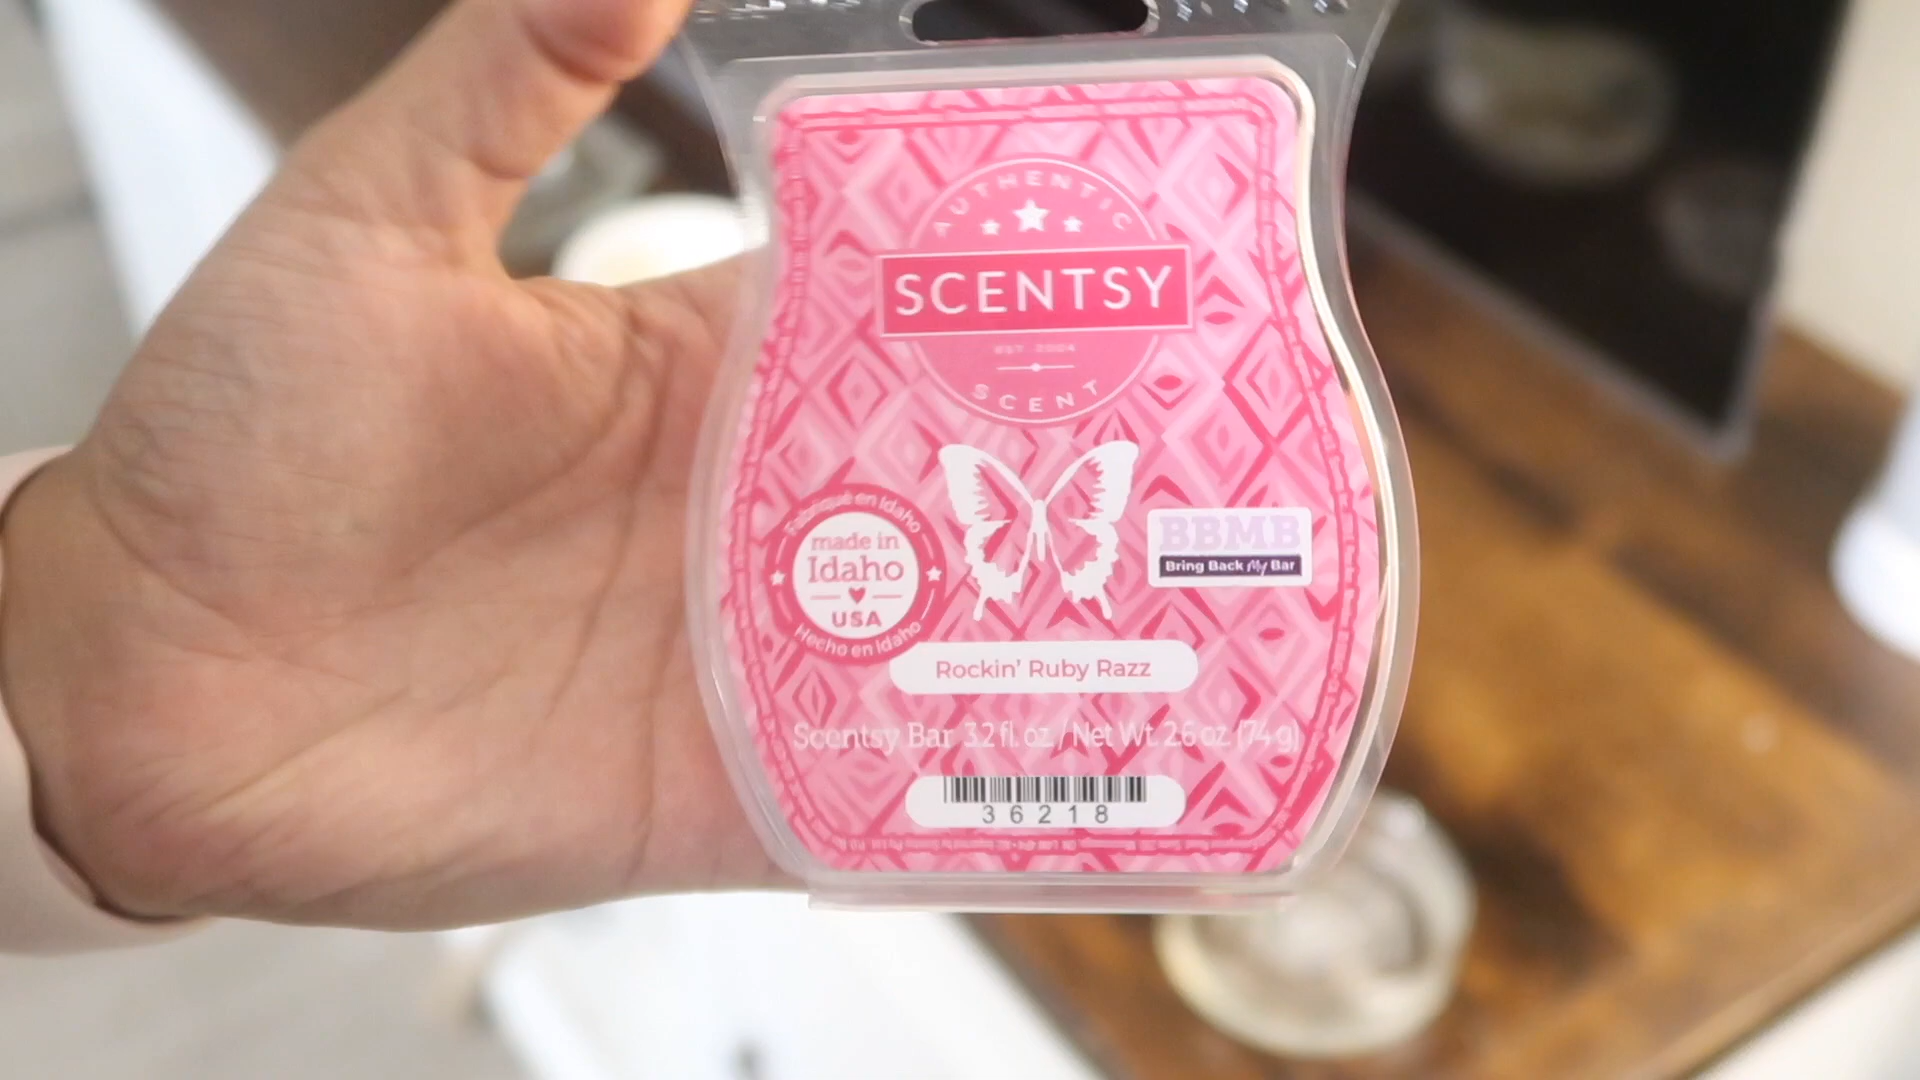 AUTHENTIC
SCENTSY
EST. 2004
SCENT
Fabriqué en Idaho
made in
Idaho
USA
Hecho en Idaho
BBMB
Bring Back My Bar
Rockin' Ruby Razz
Scentsy Bar 3.2 fl. oz. / Net Wt. 2.6 oz. (74 g)
36218